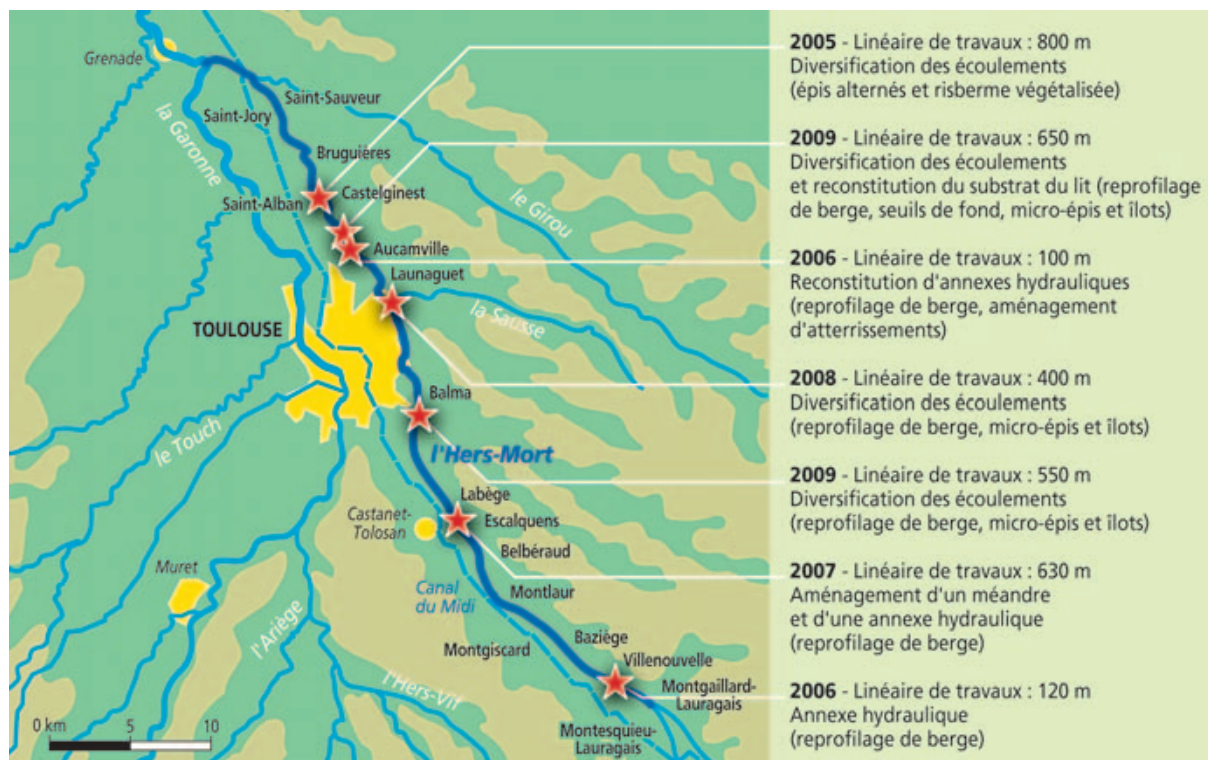 Grenade
Saint-Sauveur
Saint-Jory
la Garonne
Bruguières
Castelginest
Saint-Alban
le Girou
Aucamville
Launaguet
la Sausse
TOULOUSE
Balma
le Touch
l'Hers-Mort
Labège
Castanet-
Tolosan
Escalquens
Belbéraud
Muret
Canal
du Midi
Montlaur
l'Ariège
Baziège
Montgiscard
Villenouvelle
l'Hers-Vif
Montgaillard-
Lauragais
Montesquieu-
Lauragais
0 km 5 10
2005 - Linéaire de travaux : 800 m
Diversification des écoulements
(épis alternés et risberme végétalisée)
2009 - Linéaire de travaux : 650 m
Diversification des écoulements
et reconstitution du substrat du lit (reprofilage
de berge, seuils de fond, micro-épis et îlots)
2006 - Linéaire de travaux : 100 m
Reconstitution d'annexes hydrauliques
(reprofilage de berge, aménagement
d'atterrissements)
2008 - Linéaire de travaux : 400 m
Diversification des écoulements
(reprofilage de berge, micro-épis et îlots)
2009 - Linéaire de travaux : 550 m
Diversification des écoulements
(reprofilage de berge, micro-épis et îlots)
2007 - Linéaire de travaux : 630 m
Aménagement d'un méandre
et d'une annexe hydraulique
(reprofilage de berge)
2006 - Linéaire de travaux : 120 m
Annexe hydraulique
(reprofilage de berge)